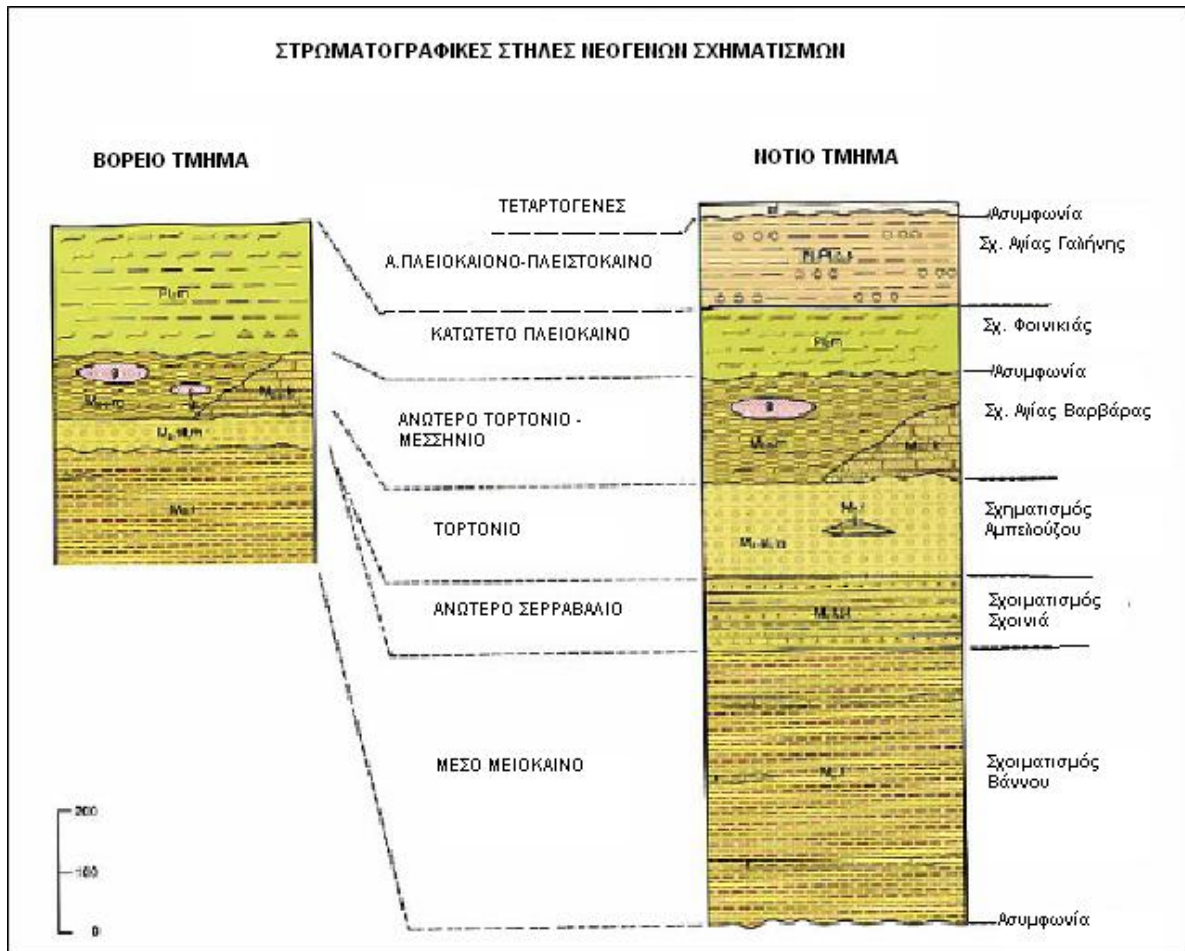 ΣΤΡΩΜΑΤΟΓΡΑΦΙΚΕΣ ΣΤΗΛΕΣ ΝΕΟΓΕΝΩΝ ΣΧΗΜΑΤΙΣΜΩΝ
ΒΟΡΕΙΟ ΤΜΗΜΑ
ΝΟΤΙΟ ΤΜΗΜΑ
ΤΕΤΑΡΤΟΓΕΝΕΣ
Α.ΠΛΕΙΟΚΑΙΟΝΟ-ΠΛΕΙΣΤΟΚΑΙΝΟ
ΚΑΤΩΤΕΤΟ ΠΛΕΙΟΚΑΙΝΟ
ΑΝΩΤΕΡΟ ΤΟΡΤΟΝΙΟ -
ΜΕΣΣΗΝΙΟ
ΤΟΡΤΟΝΙΟ
ΑΝΩΤΕΡΟ ΣΕΡΡΑΒΑΛΙΟ
ΜΕΣΟ ΜΕΙΟΚΑΙΝΟ
Ασυμφωνία
Σχ. Αγίας Γαλήνης
Σχ. Φοινικιάς
Ασυμφωνία
Σχ. Αγίας Βαρβάρας
Σχηματισμός
Αμπελούζου
Σχοιματισμός
Σχοινιά
Σχοιματισμός
Βάννου
Ασυμφωνία
200
100
0